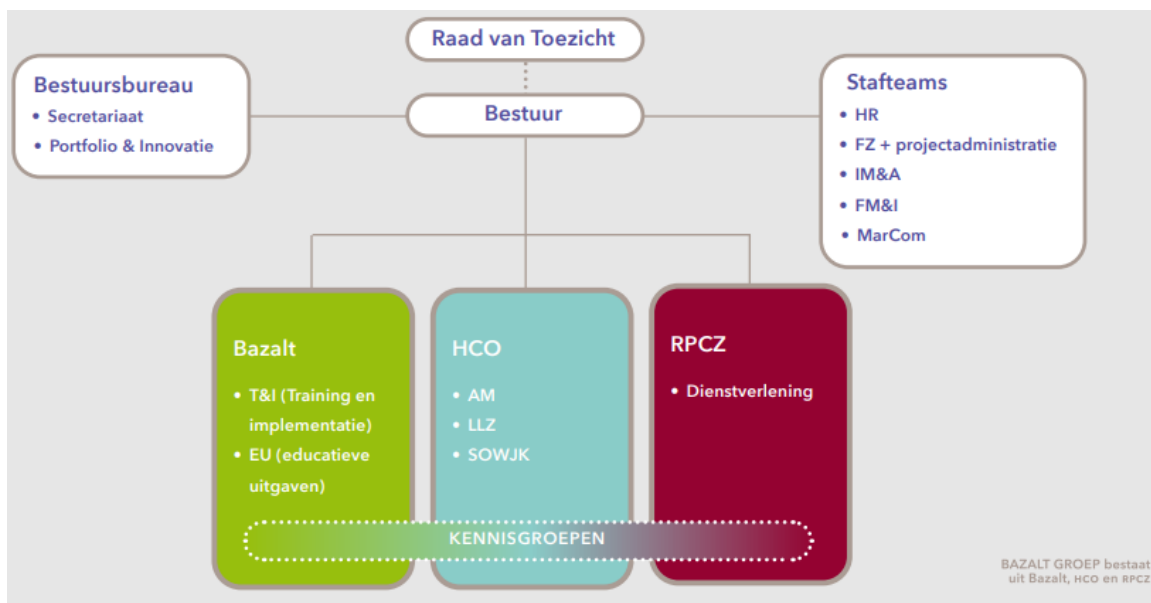 Raad van Toezicht
Bestuursbureau
• Secretariaat
• Portfolio & Innovatie
Bestuur
Stafteams
• HR
• FZ + projectadministratie
• IM&A
• FM&I
• MarCom
Bazalt
• T&I (Training en
implementatie)
• EU (educatieve
uitgaven)
HCO
• AM
• LLZ
• SOWJK
RPCZ
• Dienstverlening
KENNISGROEPEN
BAZALT GROEP bestaat
uit Bazalt, HCO en RPCZ